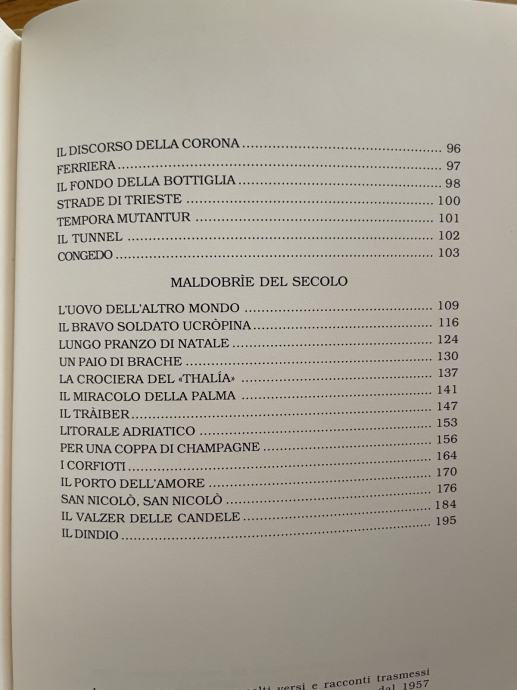 IL DISCORSO DELLA CORONA ........................................ 96
FERRIERA ........................................ 97
IL FONDO DELLA BOTTIGLIA ........................................ 98
STRADE DI TRIESTE ........................................ 100
TEMPORA MUTANTUR ........................................ 101
IL TUNNEL ........................................ 102
CONGEDO ........................................ 103
MALDOBRÌE DEL SECOLO
L'UOVO DELL'ALTRO MONDO ........................................ 109
IL BRAVO SOLDATO UCRÒPINA ........................................ 116
LUNGO PRANZO DI NATALE ........................................ 124
UN PAIO DI BRACHE ........................................ 130
LA CROCIERA DEL «THALÍA» ........................................ 137
IL MIRACOLO DELLA PALMA ........................................ 141
IL TRÀIBER ........................................ 147
LITORALE ADRIATICO ........................................ 153
PER UNA COPPA DI CHAMPAGNE ........................................ 156
I CORFIOTI ........................................ 164
IL PORTO DELL'AMORE ........................................ 170
SAN NICOLÒ, SAN NICOLÒ ........................................ 176
IL VALZER DELLE CANDELE ........................................ 184
IL DINDIO ........................................ 195
versi e racconti trasmessi
dal 1957